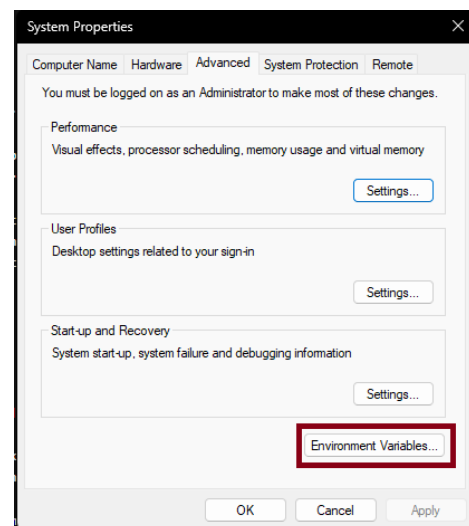 System Properties
Computer Name Hardware Advanced System Protection Remote
You must be logged on as an Administrator to make most of these changes.
Performance
Visual effects, processor scheduling, memory usage and virtual memory
Settings...
User Profiles
Desktop settings related to your sign-in
Settings...
Start-up and Recovery
System start-up, system failure and debugging information
Settings...
Environment Variables...
OK Cancel Apply